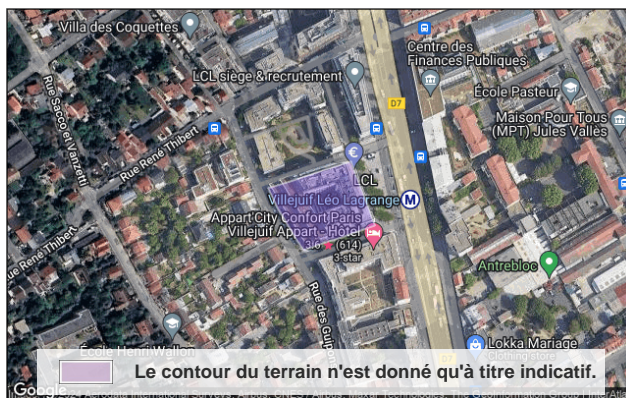 Villa des Coquettes
LCL siège & recrutement
Centre des
Finances Publiques
École Pasteur
Maison Pour Tous
(MPT) Jules Vallès
D7
Rue Sacco et Vanzetti
Rue René Thibert
LCL
Villejuif Léo Lagrange
M
Appart'City Confort Paris
Villejuif Appart - Hôtel
3,6 ★ (614)
3-star
Rue René Thibert
Rue des Guipons
Antrebloc
École Henri Wallon
Lokka Mariage
Clothing store
D7
Le contour du terrain n'est donné qu'à titre indicatif.
Google